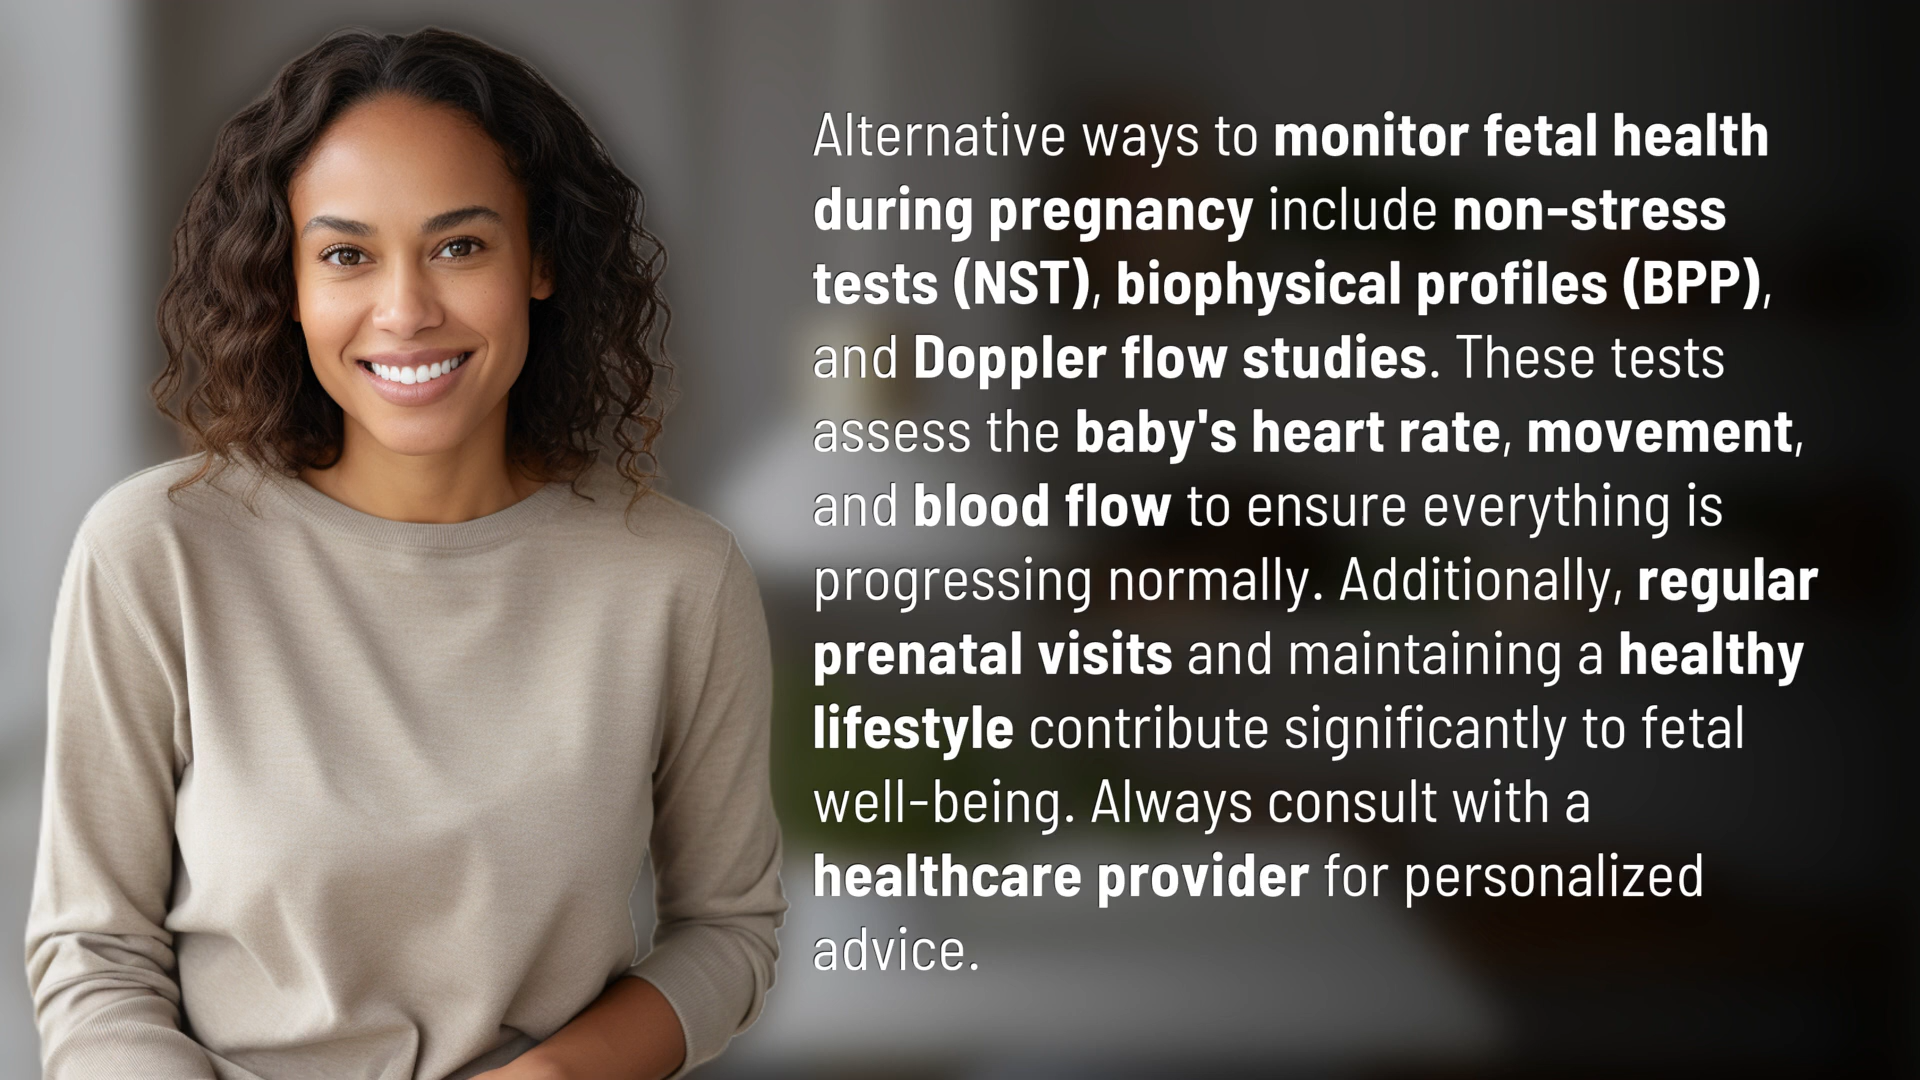 Alternative ways to monitor fetal health
during pregnancy include non-stress
tests (NST), biophysical profiles (BPP),
and Doppler flow studies. These tests
assess the baby's heart rate, movement,
and blood flow to ensure everything is
progressing normally. Additionally, regular
prenatal visits and maintaining a healthy
lifestyle contribute significantly to fetal
well-being. Always consult with a
healthcare provider for personalized
advice.